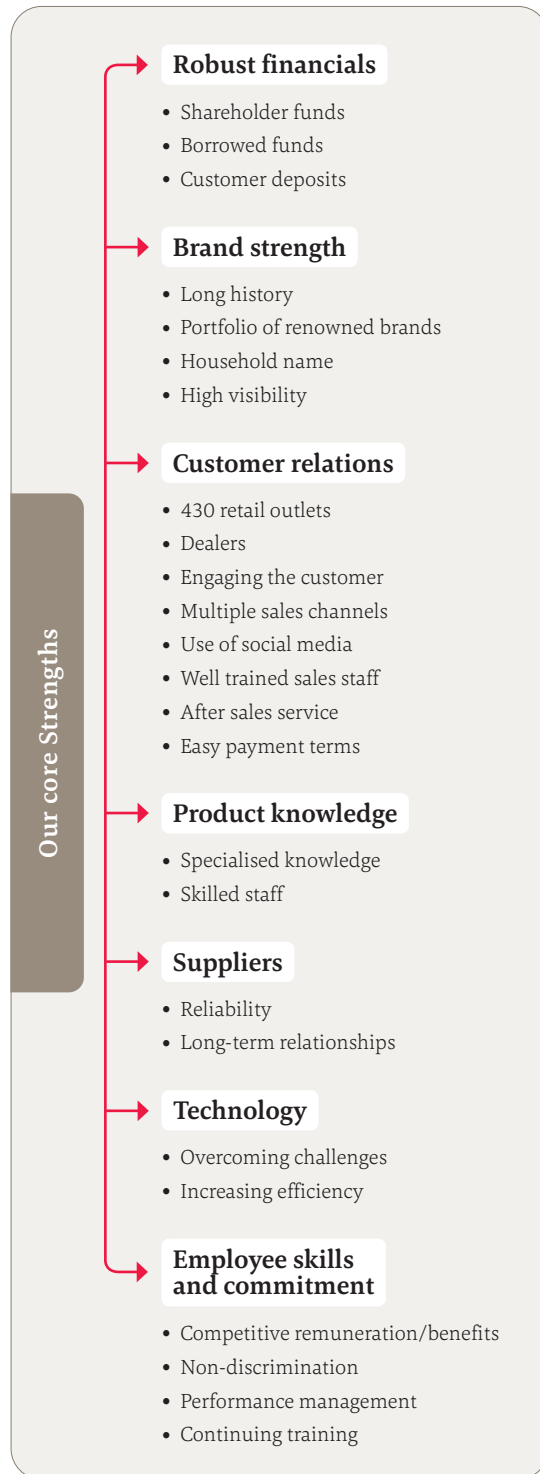 Our core Strengths
Robust financials
• Shareholder funds
• Borrowed funds
• Customer deposits
Brand strength
• Long history
• Portfolio of renowned brands
• Household name
• High visibility
Customer relations
• 430 retail outlets
• Dealers
• Engaging the customer
• Multiple sales channels
• Use of social media
• Well trained sales staff
• After sales service
• Easy payment terms
Product knowledge
• Specialised knowledge
• Skilled staff
Suppliers
• Reliability
• Long-term relationships
Technology
• Overcoming challenges
• Increasing efficiency
Employee skills
and commitment
• Competitive remuneration/benefits
• Non-discrimination
• Performance management
• Continuing training